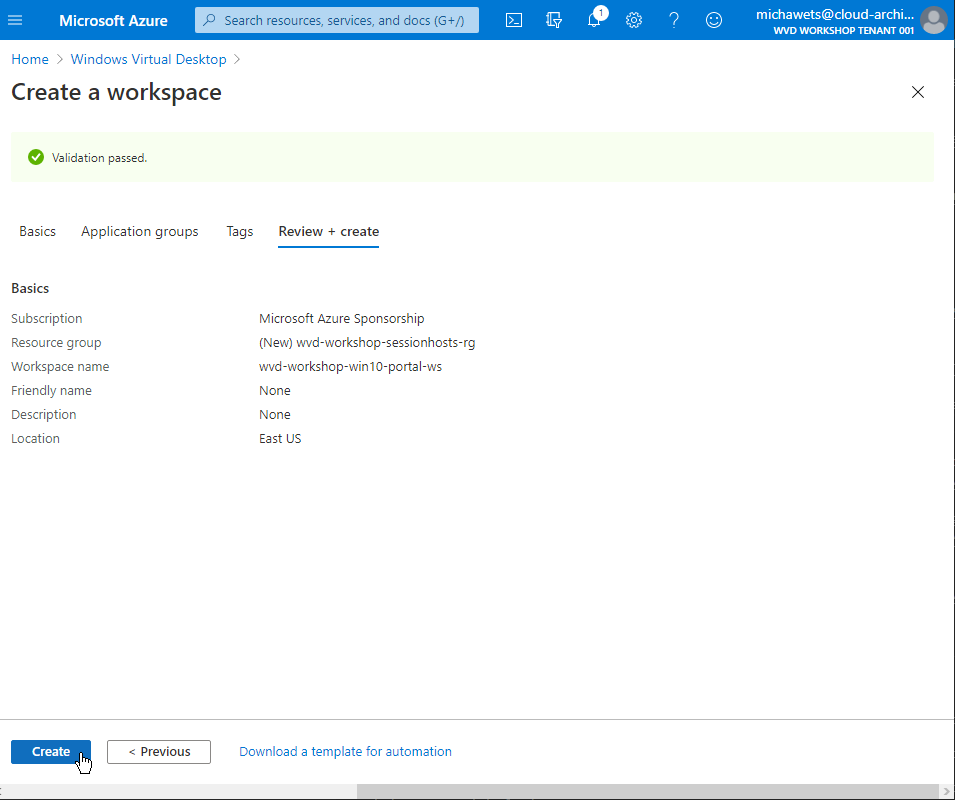 Microsoft Azure
Search resources, services, and docs (G+/)
1
michawets@cloud-archi...
WVD WORKSHOP TENANT 001
Home > Windows Virtual Desktop >
Create a workspace
Validation passed.
Basics Application groups Tags Review + create
Basics
Subscription Microsoft Azure Sponsorship
Resource group (New) wvd-workshop-sessionhosts-rg
Workspace name wvd-workshop-win10-portal-ws
Friendly name None
Description None
Location East US
Create < Previous Download a template for automation